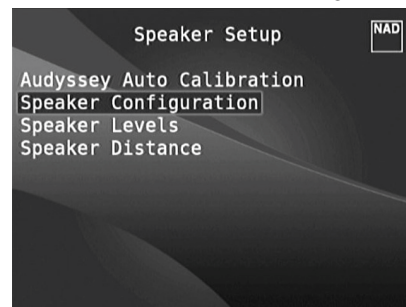 Speaker Setup
NAD
Audyssey Auto Calibration
Speaker Configuration
Speaker Levels
Speaker Distance